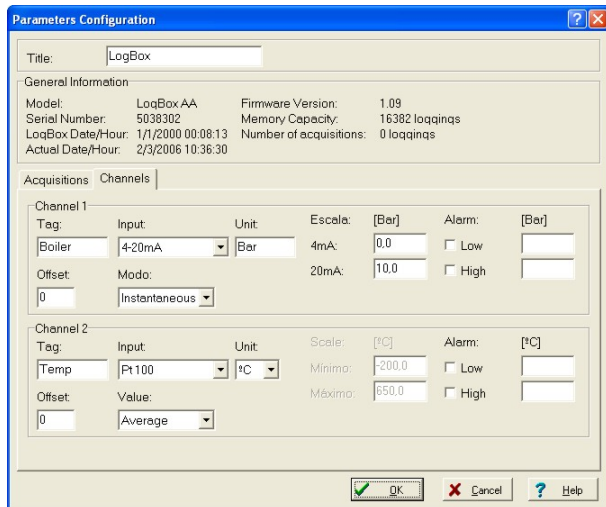 Parameters Configuration
Title: LogBox
General Information
Model: LogBox AA Firmware Version: 1.09
Serial Number: 5038302 Memory Capacity: 16382 loggings
LogBox Date/Hour: 1/1/2000 00:08:13 Number of acquisitions: 0 loggings
Actual Date/Hour: 2/3/2006 10:36:30
Acquisitions Channels
Channel 1
Tag: Input: Unit: Escala: [Bar] Alarm: [Bar]
Boiler 4-20mA Bar 4mA: 0,0 Low
20mA: 10,0 High
Offset: Modo:
0 Instantaneous
Channel 2
Tag: Input: Unit: Scale: [ºC] Alarm: [ºC]
Temp Pt100 ºC Mínimo: -200,0 Low
Máximo: 650,0 High
Offset: Value:
0 Average
OK Cancel ? Help